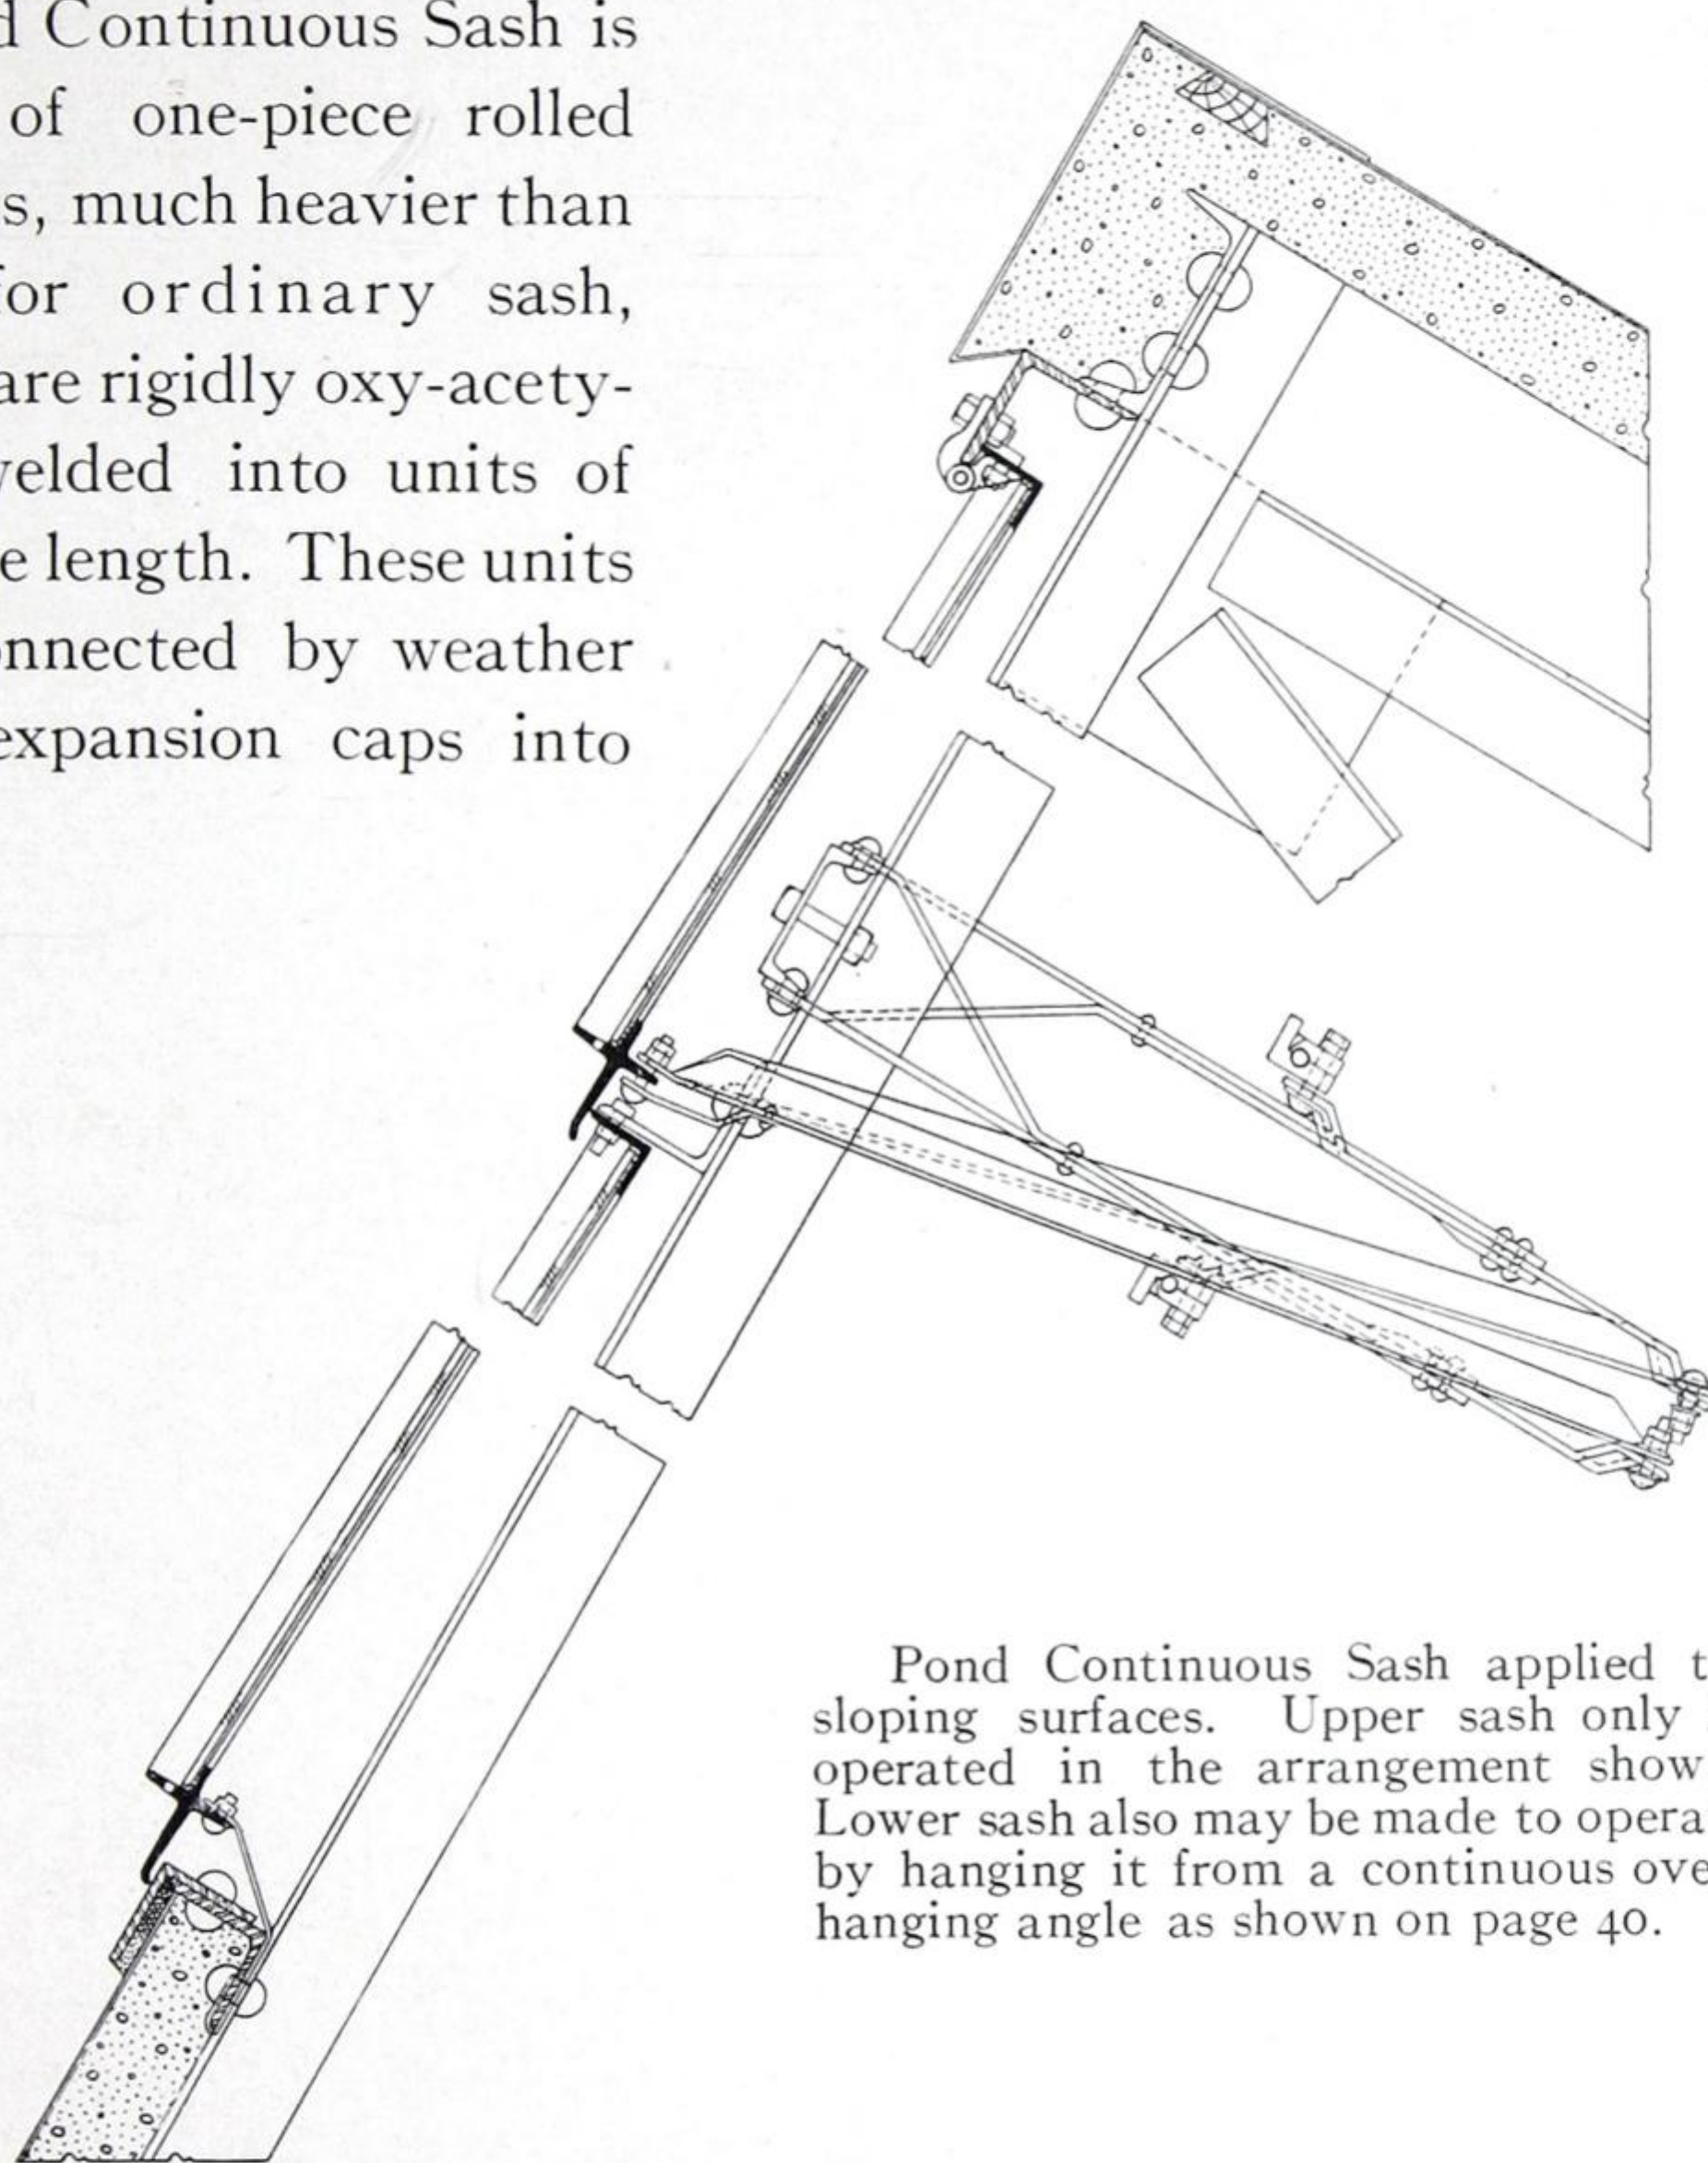 d Continuous Sash is
of one-piece rolled
s, much heavier than
for ordinary sash,
are rigidly oxy-acety-
welded into units of
e length. These units
onnected by weather
expansion caps into
Pond Continuous Sash applied t
sloping surfaces. Upper sash only
operated in the arrangement show
Lower sash also may be made to opera
by hanging it from a continuous ove
hanging angle as shown on page 40.